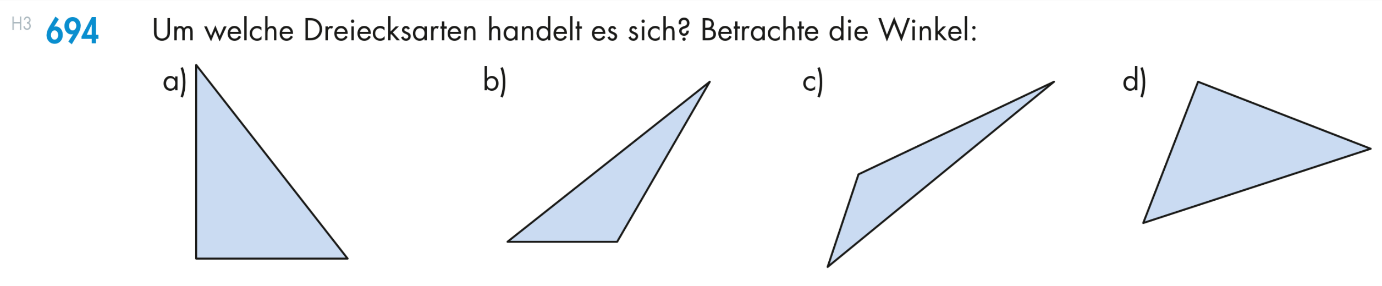 H3 694 Um welche Dreiecksarten handelt es sich? Betrachte die Winkel:
a) b) c) d)